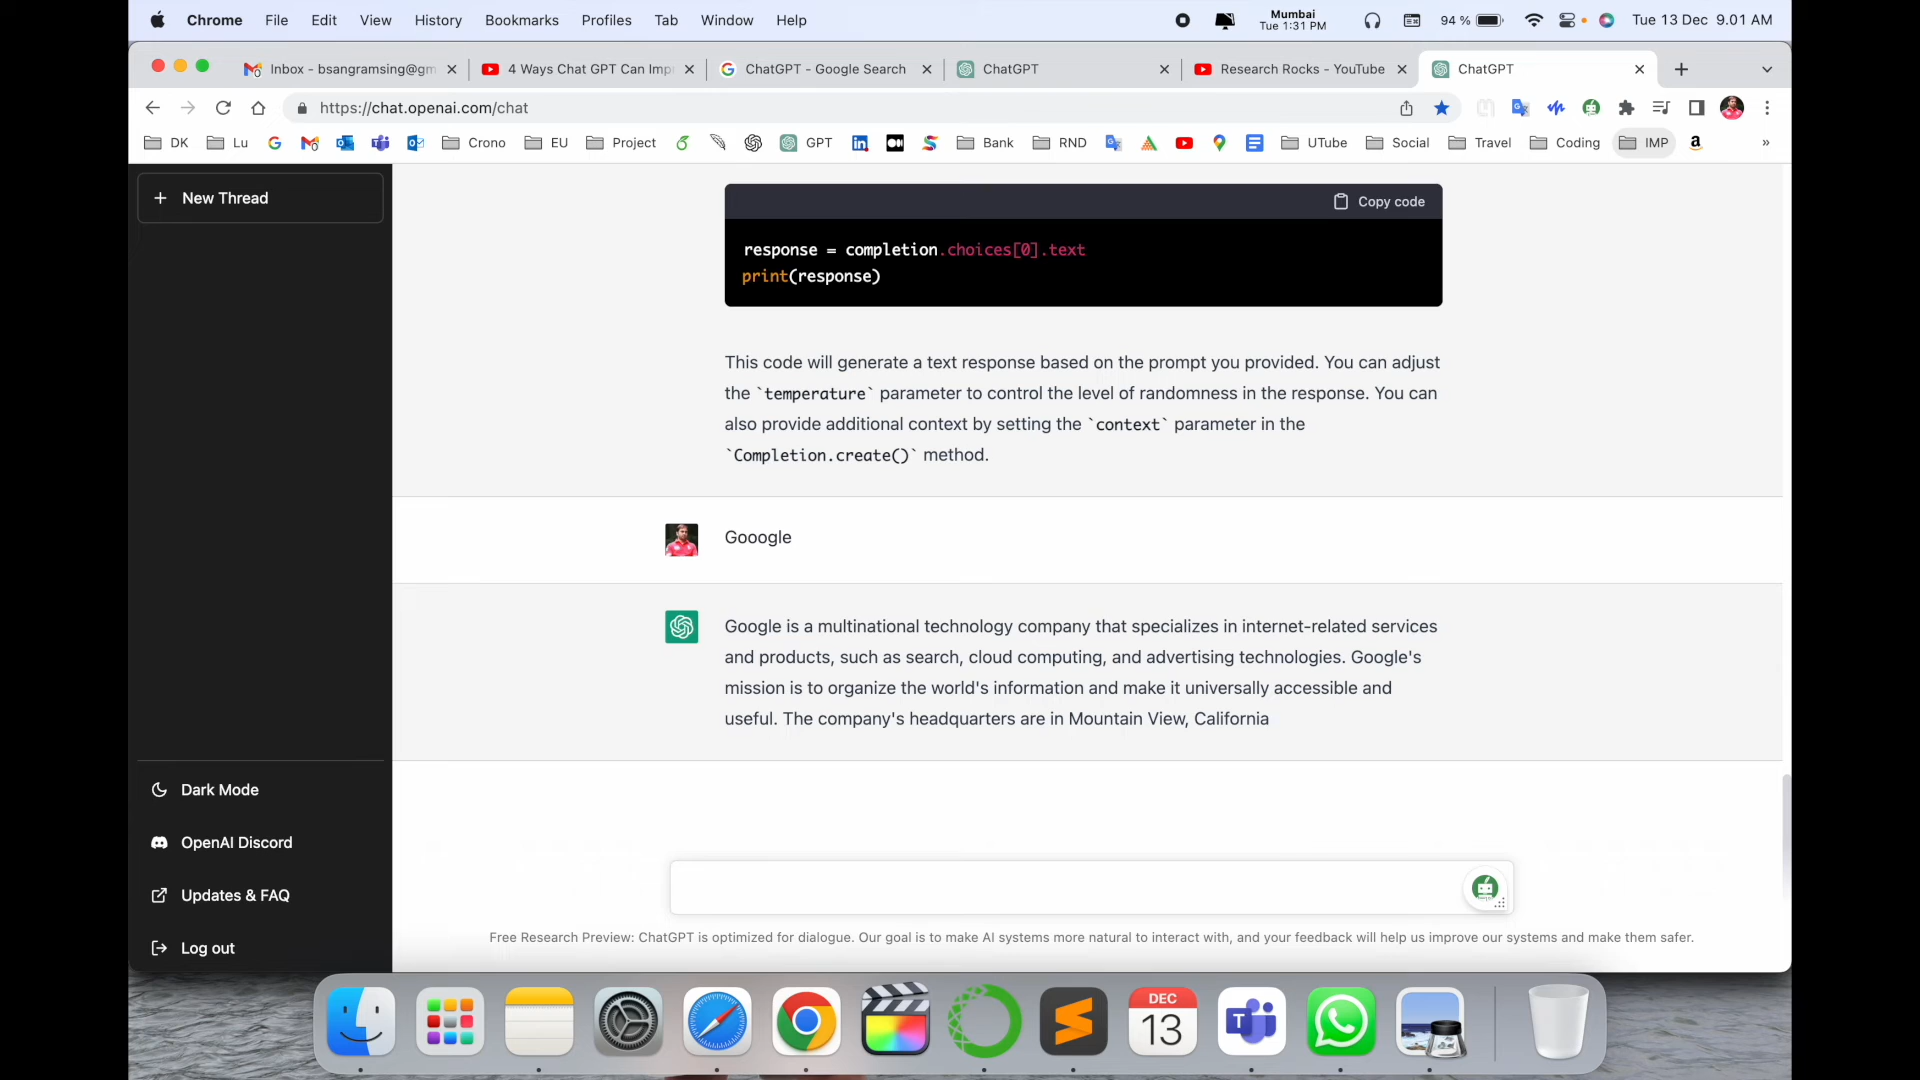 Chrome File Edit View History Bookmarks Profiles Tab Window Help
Mumbai
Tue 1:31 PM
94 %
Tue 13 Dec 9.01 AM
Inbox - bsangramsing@gm
4 Ways Chat GPT Can Imp
ChatGPT - Google Search
ChatGPT
Research Rocks - YouTube
ChatGPT
https://chat.openai.com/chat
DK Lu Crono EU Project GPT Bank RND UTube Social Travel Coding IMP »
New Thread
Copy code
response = completion.choices[0].text
print(response)
This code will generate a text response based on the prompt you provided. You can adjust
the `temperature` parameter to control the level of randomness in the response. You can
also provide additional context by setting the `context` parameter in the
`Completion.create()` method.
Gooogle
Google is a multinational technology company that specializes in internet-related services
and products, such as search, cloud computing, and advertising technologies. Google's
mission is to organize the world's information and make it universally accessible and
useful. The company's headquarters are in Mountain View, California
Dark Mode
OpenAI Discord
Updates & FAQ
Log out
Free Research Preview: ChatGPT is optimized for dialogue. Our goal is to make AI systems more natural to interact with, and your feedback will help us improve our systems and make them safer.
DEC
13